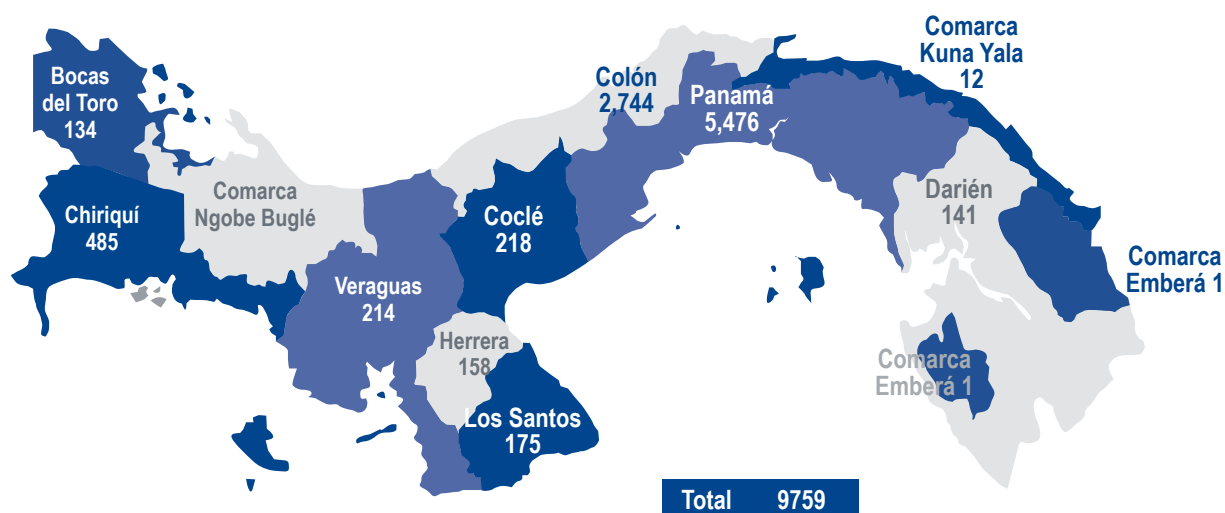 Bocas
del Toro
134
Chiriquí
485
Comarca
Ngobe Buglé
Veraguas
214
Herrera
158
Los Santos
175
Coclé
218
Colón
2,744
Panamá
5,476
Comarca
Kuna Yala
12
Darién
141
Comarca
Emberá 1
Comarca
Emberá 1
Total 9759